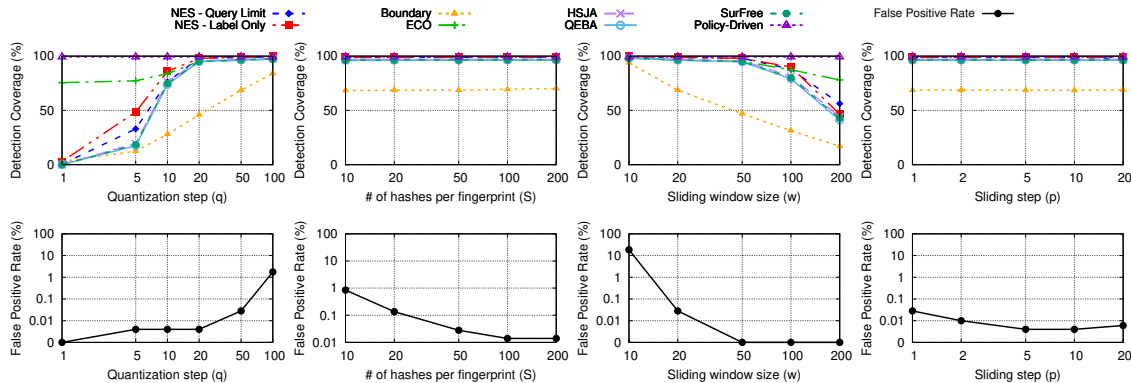 NES - Query Limit
NES - Label Only
Boundary
ECO
HSJA
QEBA
SurFree
Policy-Driven
False Positive Rate
Detection Coverage (%)
100
50
0
1 5 10 20 50 100
Quantization step (q)
Detection Coverage (%)
100
50
0
10 20 50 100 200
# of hashes per fingerprint (S)
Detection Coverage (%)
100
50
0
10 20 50 100 200
Sliding window size (w)
Detection Coverage (%)
100
50
0
1 2 5 10 20
Sliding step (p)
False Positive Rate (%)
100
10
1
0.1
0.01
0
1 5 10 20 50 100
Quantization step (q)
False Positive Rate (%)
100.0
10.0
1.0
0.1
0.0
10 20 50 100 200
# of hashes per fingerprint (S)
False Positive Rate (%)
100
10
1
0.1
0.01
0
10 20 50 100 200
Sliding window size (w)
False Positive Rate (%)
100
10
1
0.1
0.01
0
1 2 5 10 20
Sliding step (p)